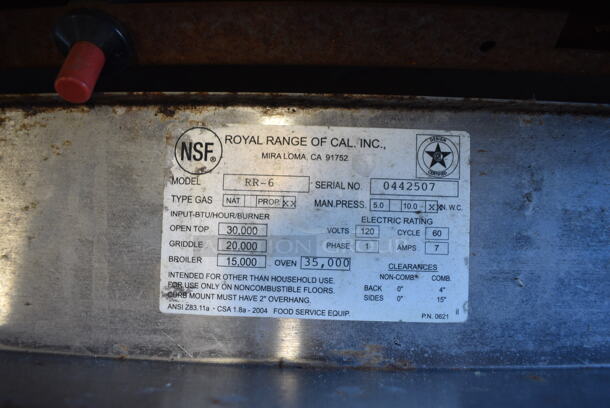 NSF®
ROYAL RANGE OF CAL. INC.,
MIRA LOMA, CA 91752
DESIGN
CERTIFIED
MODEL RR-6 SERIAL NO. 0442507
TYPE GAS NAT PROP. XX MAN.PRESS. 5.0 10.0 XX N. W.C.
INPUT-BTU/HOUR/BURNER ELECTRIC RATING
OPEN TOP 30,000 VOLTS 120 CYCLE 60
GRIDDLE 20,000 PHASE 1 AMPS 7
BROILER 15,000 OVEN 35,000 CLEARANCES
NON-COMB. COMB.
INTENDED FOR OTHER THAN HOUSEHOLD USE. BACK 0" 4"
FOR USE ONLY ON NONCOMBUSTIBLE FLOORS. SIDES 0" 15"
CURB MOUNT MUST HAVE 2" OVERHANG.
ANSI Z83.11a - CSA 1.8a - 2004 FOOD SERVICE EQUIP. P.N. 0621 II